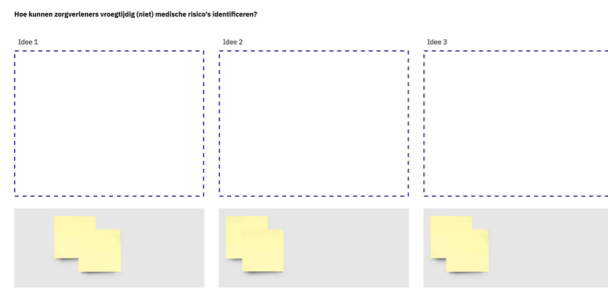 Hoe kunnen zorgverleners vroegtijdig (niet) medische risico's identificeren?
Idee 1
Idee 2
Idee 3